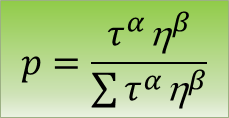 p = τ^α η^β / ∑ τ^α η^β